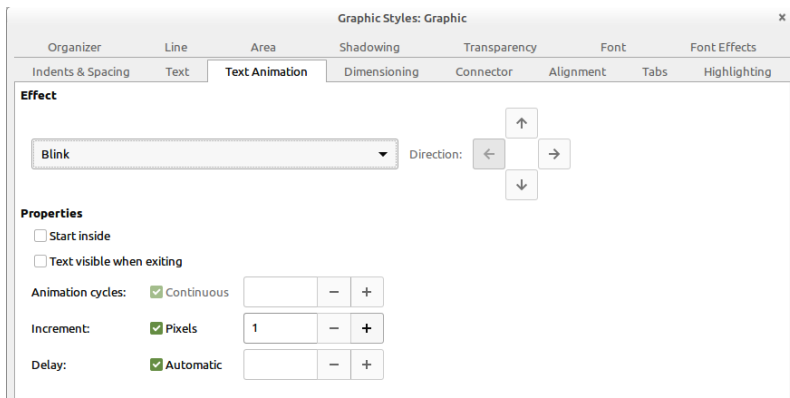 Graphic Styles: Graphic ×
Organizer Line Area Shadowing Transparency Font Font Effects
Indents & Spacing Text Text Animation Dimensioning Connector Alignment Tabs Highlighting
Effect
Blink Direction:
Properties
Start inside
Text visible when exiting
Animation cycles: Continuous
Increment: Pixels 1
Delay: Automatic